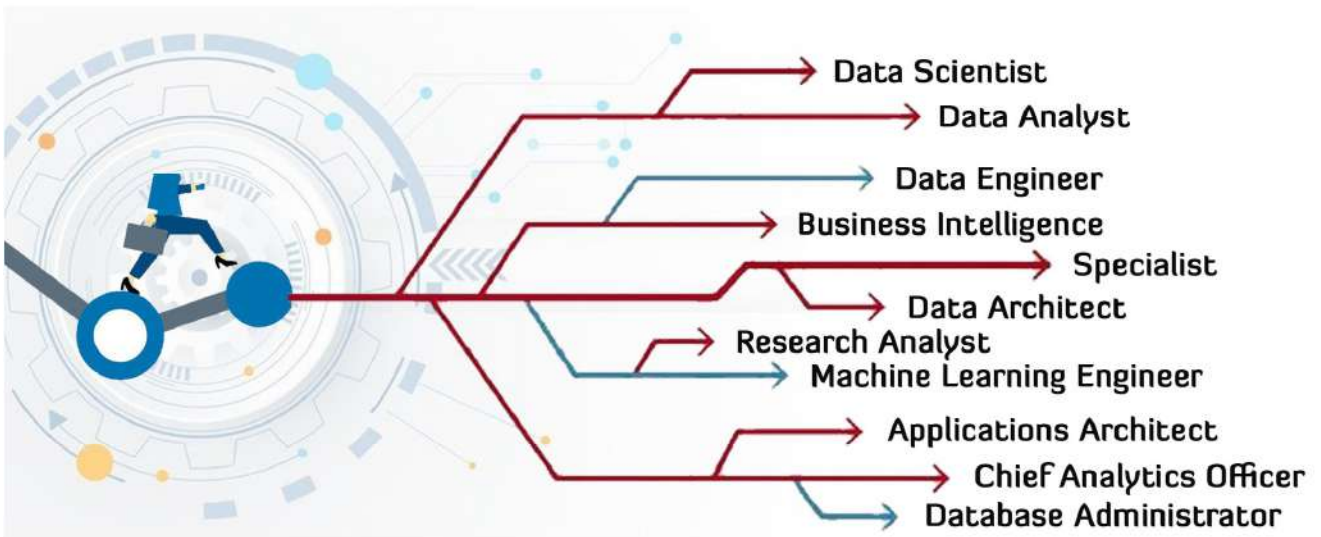 Data Scientist
Data Analyst
Data Engineer
Business Intelligence
Specialist
Data Architect
Research Analyst
Machine Learning Engineer
Applications Architect
Chief Analytics Officer
Database Administrator